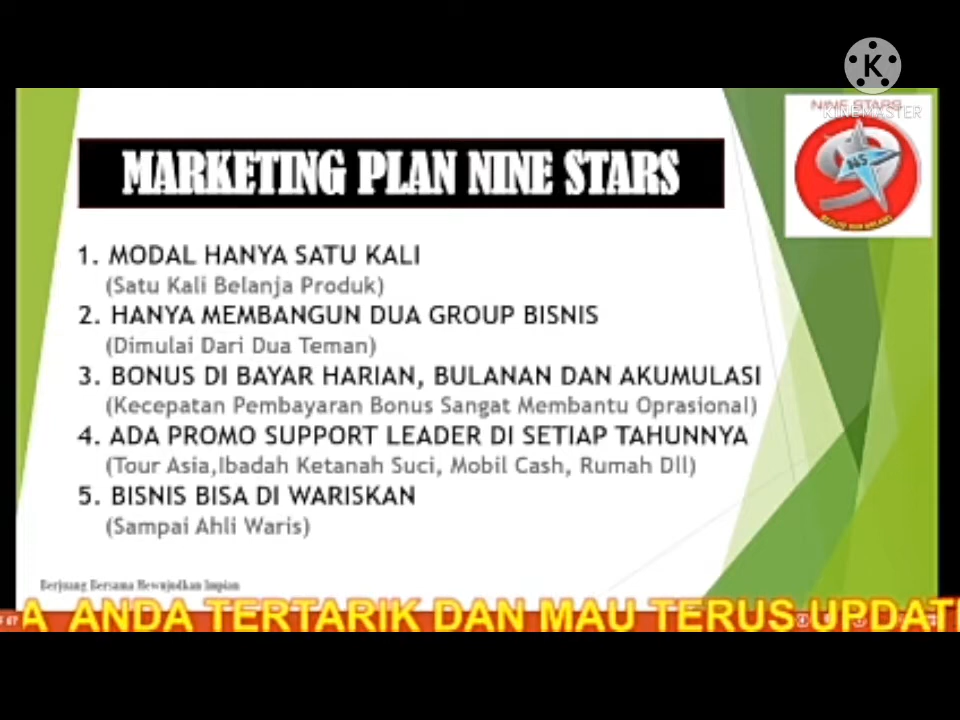 K
KINEMASTER
NINE STARS
MARKETING PLAN NINE STARS
1. MODAL HANYA SATU KALI
(Satu Kali Belanja Produk)
2. HANYA MEMBANGUN DUA GROUP BISNIS
(Dimulai Dari Dua Teman)
3. BONUS DI BAYAR HARIAN, BULANAN DAN AKUMULASI
(Kecepatan Pembayaran Bonus Sangat Membantu Oprasional)
4. ADA PROMO SUPPORT LEADER DI SETIAP TAHUNNYA
(Tour Asia,Ibadah Ketanah Suci, Mobil Cash, Rumah Dll)
5. BISNIS BISA DI WARISKAN
(Sampai Ahli Waris)
Berjuang Bersama Mewujudkan Impian
A ANDA TERTARIK DAN MAU TERUS UPDAT